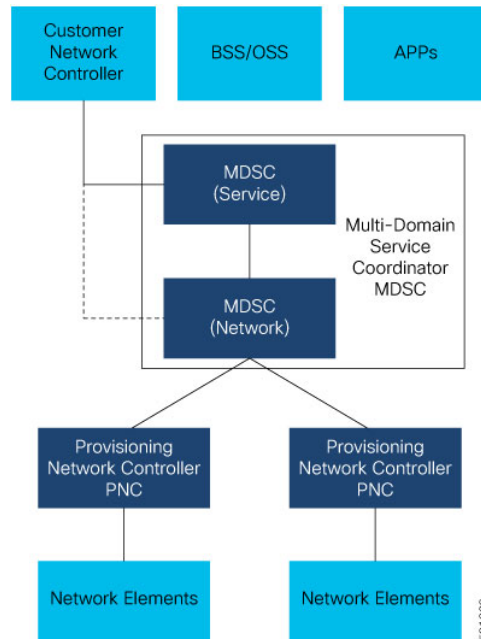 Customer
Network
Controller
BSS/OSS
APPs
MDSC
(Service)
Multi-Domain
Service
Coordinator
MDSC
MDSC
(Network)
Provisioning
Network Controller
PNC
Provisioning
Network Controller
PNC
Network Elements
Network Elements